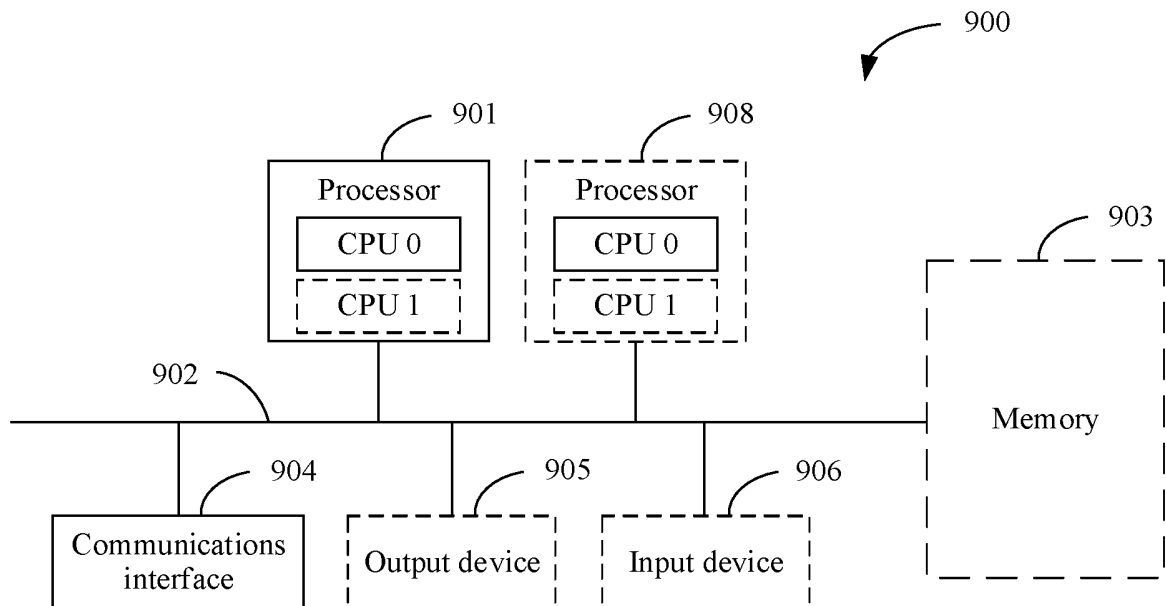 900
901
908
Processor
Processor
CPU 0
CPU 0
CPU 1
CPU 1
903
902
Memory
904
905
906
Communications
interface
Output device
Input device